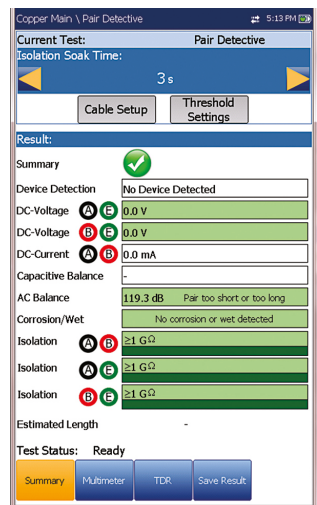 Copper Main \ Pair Detective 5:13 PM
Current Test: Pair Detective
Isolation Soak Time:
3 s
Cable Setup
Threshold Settings
Result:
Summary
Device Detection No Device Detected
DC-Voltage A E 0.0 V
DC-Voltage B E 0.0 V
DC-Current A B 0.0 mA
Capacitive Balance -
AC Balance 119.3 dB Pair too short or too long
Corrosion/Wet No corrosion or wet detected
Isolation A B ≥1 GΩ
Isolation A E ≥1 GΩ
Isolation B E ≥1 GΩ
Estimated Length -
Test Status: Ready
Summary Multimeter TDR Save Result